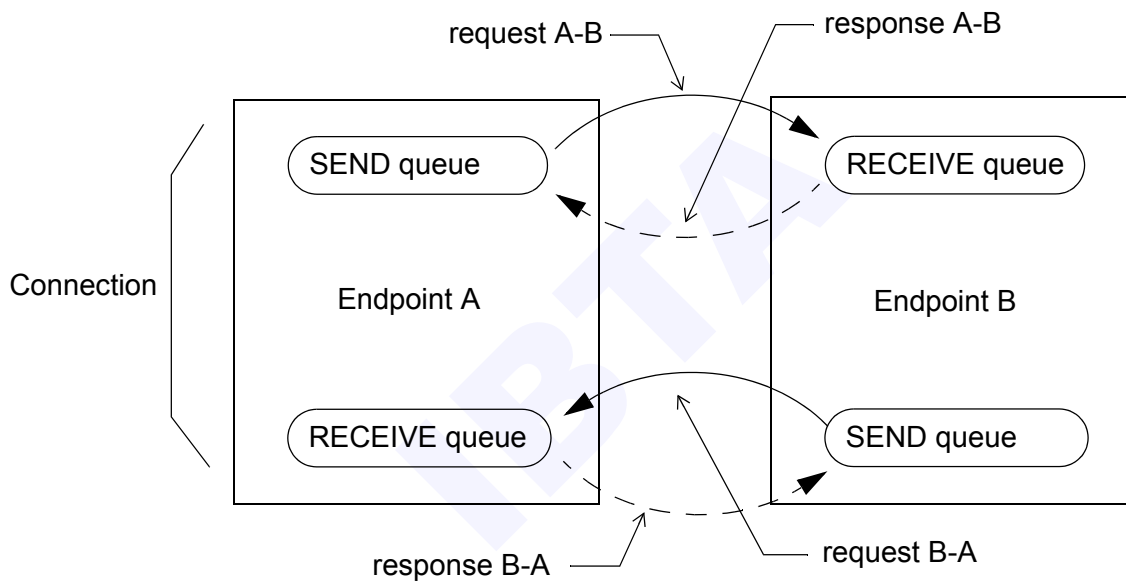 request A-B
response A-B
SEND queue
RECEIVE queue
Connection
Endpoint A
Endpoint B
RECEIVE queue
SEND queue
response B-A
request B-A
IBTA